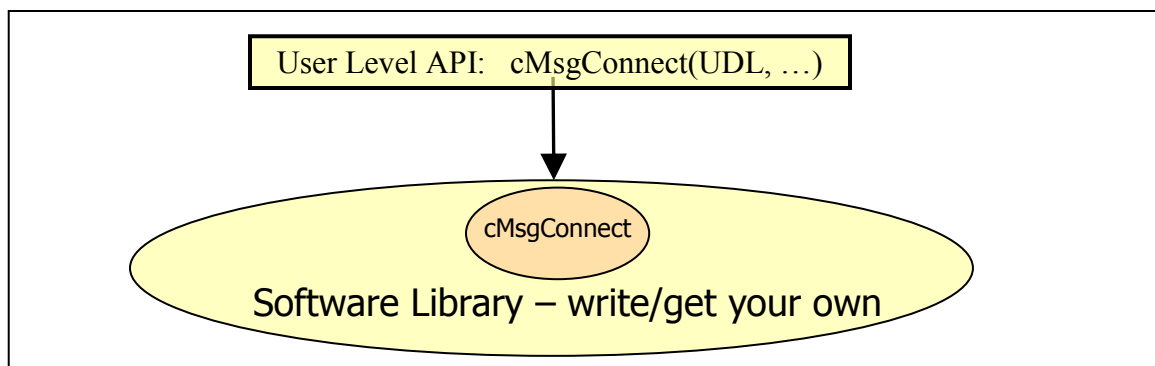 User Level API: cMsgConnect(UDL, …)
cMsgConnect
Software Library – write/get your own